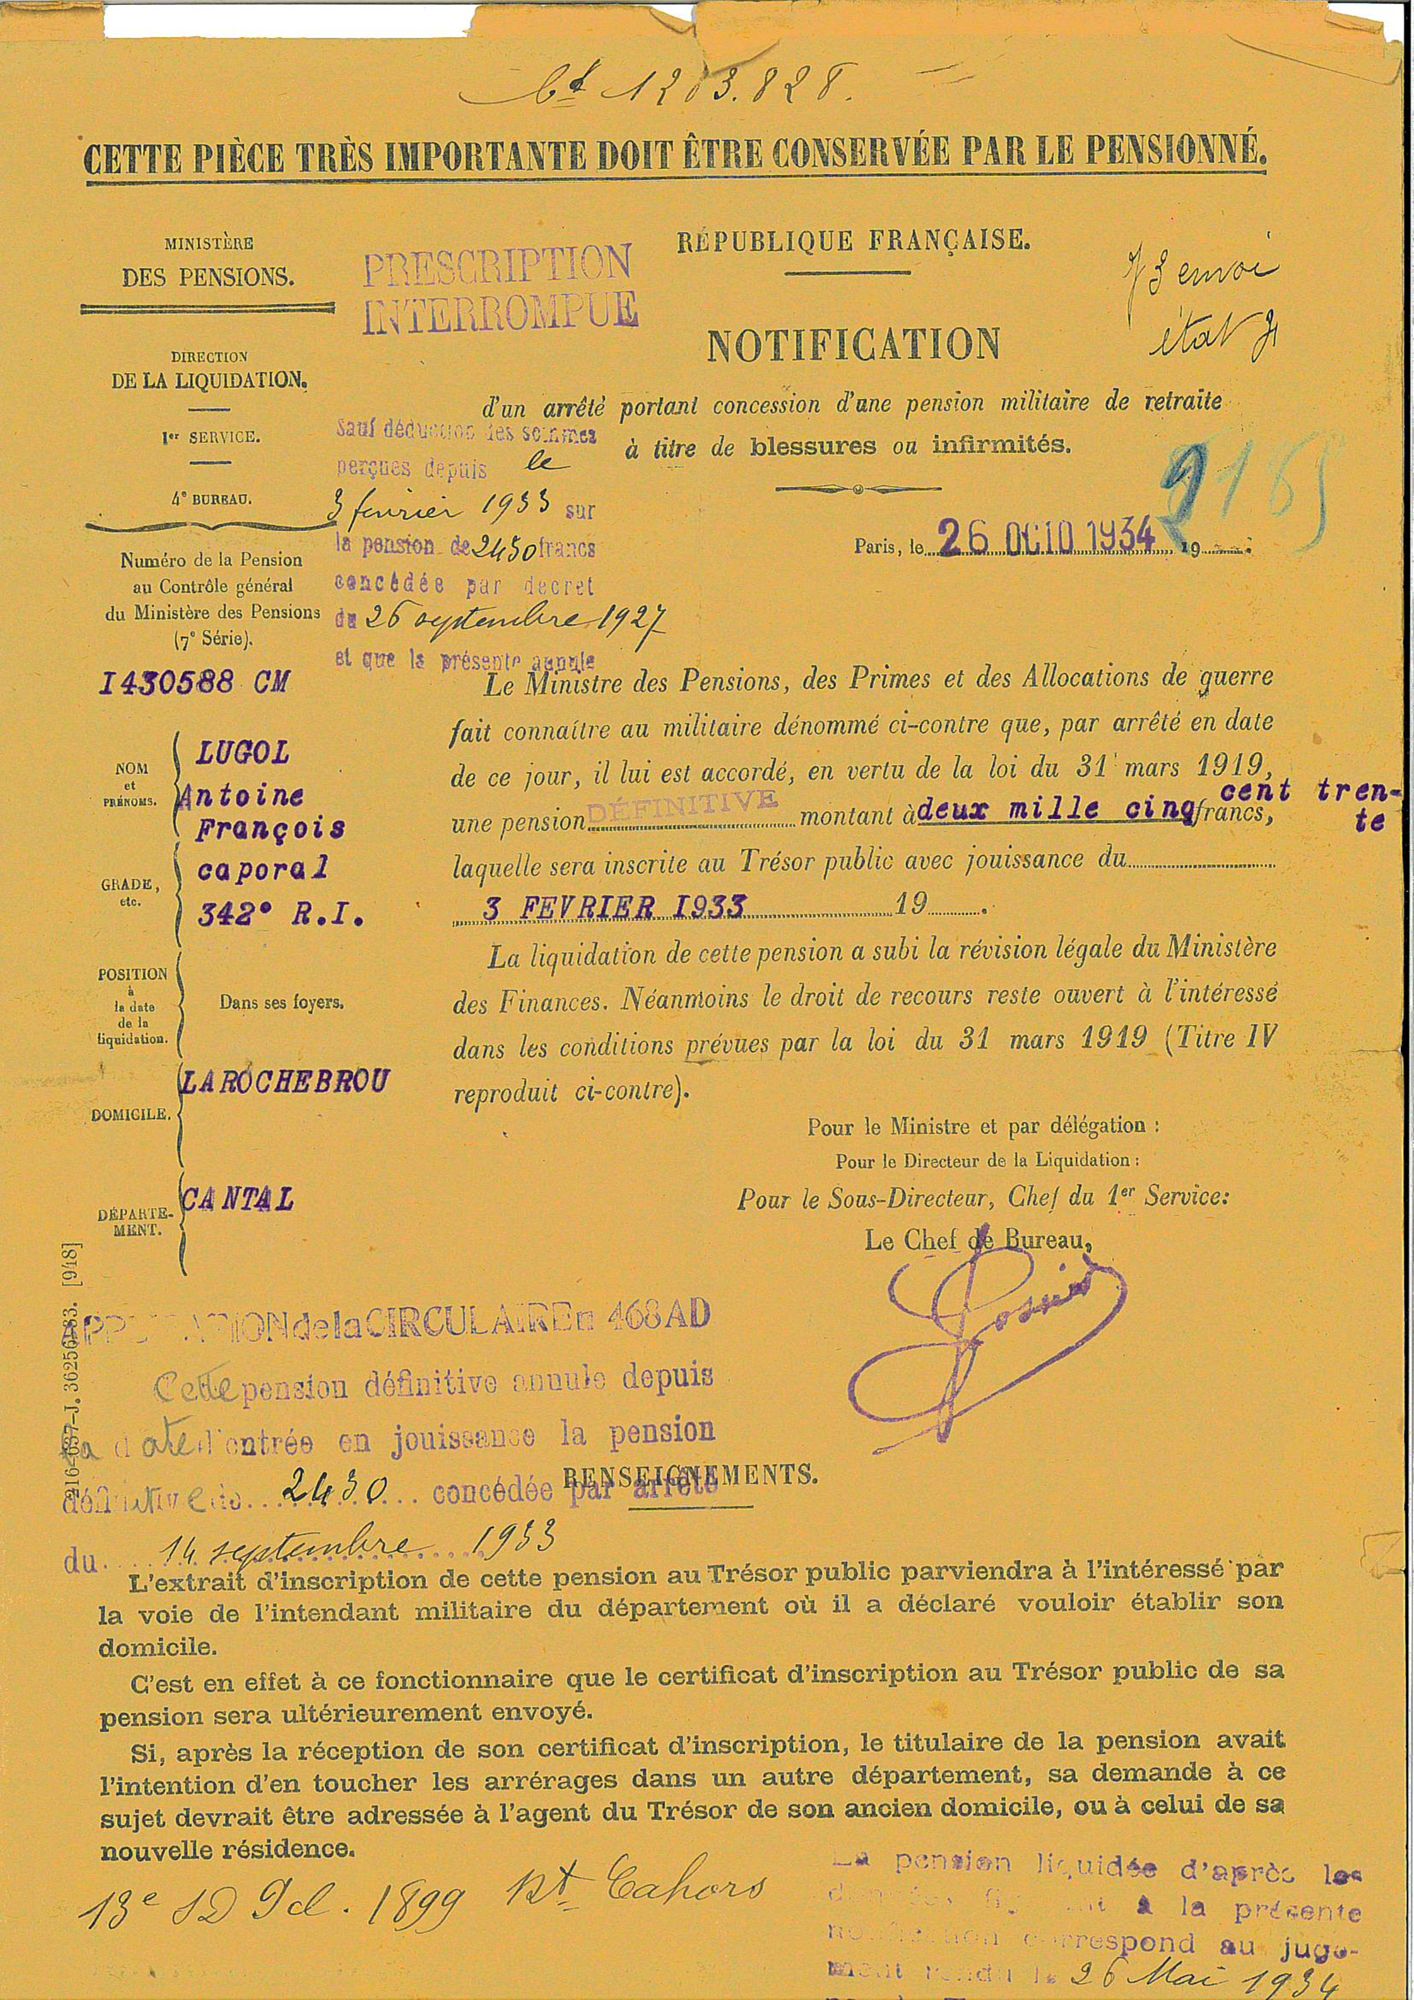 1203.828.
CETTE PIÈCE TRÈS IMPORTANTE DOIT ÊTRE CONSERVÉE PAR LE PENSIONNÉ.
MINISTÈRE
DES PENSIONS.
DIRECTION
DE LA LIQUIDATION.
1er SERVICE.
4e BUREAU.
Numéro de la Pension
au Contrôle général
du Ministère des Pensions
(7e Série).
I430588 CM
NOM
et
PRÉNOMS.
LUGOL
Antoine
François
GRADE,
etc.
caporal
342° R.I.
POSITION
à
la date
de la
liquidation.
Dans ses foyers.
DOMICILE.
LAROCHEBROU
DÉPARTE-
MENT.
CANTAL
PRESCRIPTION
INTERROMPUE
Sauf déduction des sommes
perçues depuis le
3 février 1933 sur
la pension de 2430 francs
concédée par decret
du 26 septembre 1927
et que la présente annule
RÉPUBLIQUE FRANÇAISE.
envoi
état
NOTIFICATION
d'un arrêté portant concession d'une pension militaire de retraite
à titre de blessures ou infirmités.
Paris, le 26 OCTO 1934 19
Le Ministre des Pensions, des Primes et des Allocations de guerre
fait connaître au militaire dénommé ci-contre que, par arrêté en date
de ce jour, il lui est accordé, en vertu de la loi du 31 mars 1919,
une pension DÉFINITIVE montant à deux mille cinq cent tren- francs,
te
laquelle sera inscrite au Trésor public avec jouissance du
3 FEVRIER 1933 19 .
La liquidation de cette pension a subi la révision légale du Ministère
des Finances. Néanmoins le droit de recours reste ouvert à l'intéressé
dans les conditions prévues par la loi du 31 mars 1919 (Titre IV
reproduit ci-contre).
Pour le Ministre et par délégation :
Pour le Directeur de la Liquidation :
Pour le Sous-Directeur, Chef du 1er Service:
Le Chef de Bureau,
APPLICATION de la CIRCULAIRE n 468 AD
Cette pension définitive annule depuis
la date d'entrée en jouissance la pension
définitive de 2430 concédée par arrêté
du 14 septembre 1933
RENSEIGNEMENTS.
L'extrait d'inscription de cette pension au Trésor public parviendra à l'intéressé par
la voie de l'intendant militaire du département où il a déclaré vouloir établir son
domicile.
C'est en effet à ce fonctionnaire que le certificat d'inscription au Trésor public de sa
pension sera ultérieurement envoyé.
Si, après la réception de son certificat d'inscription, le titulaire de la pension avait
l'intention d'en toucher les arrérages dans un autre département, sa demande à ce
sujet devrait être adressée à l'agent du Trésor de son ancien domicile, ou à celui de sa
nouvelle résidence.
13e 1899 Cahors
La pension liquidée d'après les
données figurant à la présente
notification correspond au juge-
ment rendu le 26 Mai 1934